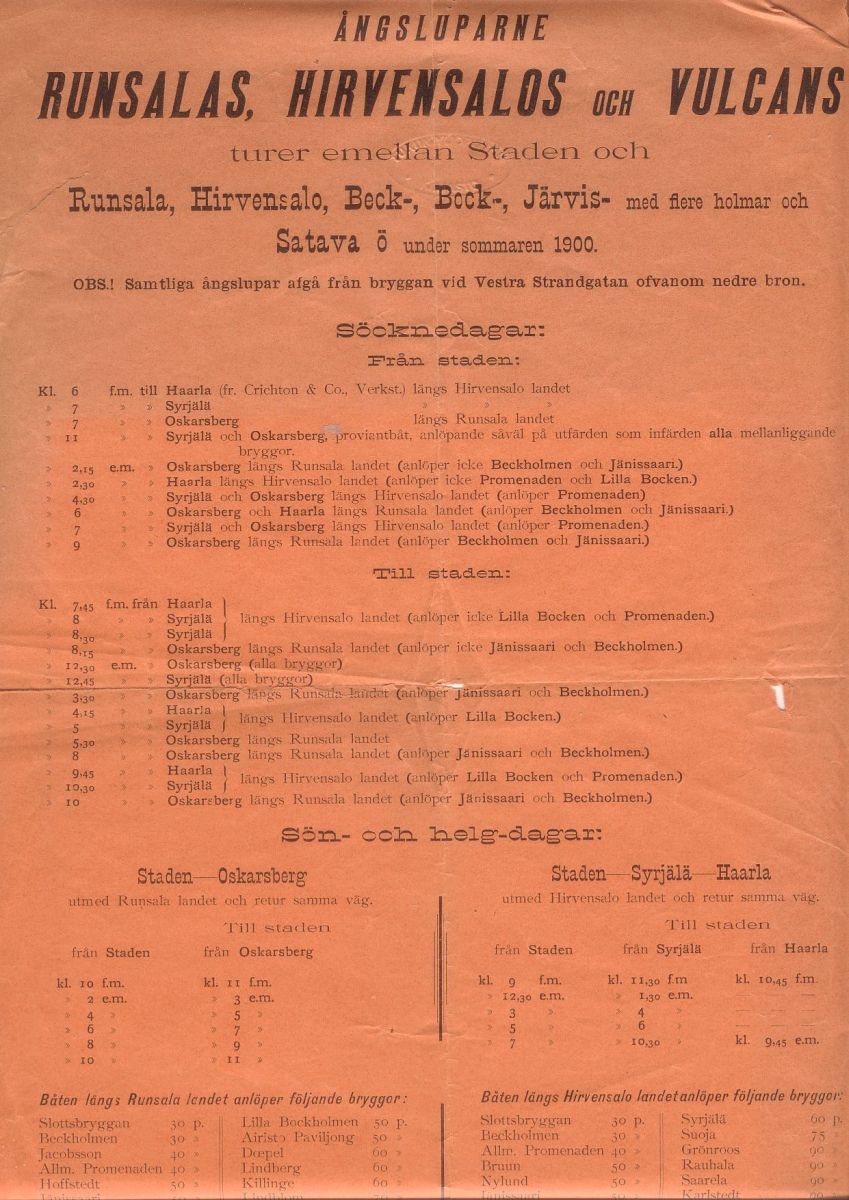 ÅNGSLUPARNE
RUNSALAS, HIRVENSALOS OCH VULCANS
turer emellan Staden och
Runsala, Hirvensalo, Beck-, Bock-, Järvis- med flere holmar och
Satava ö under sommaren 1900.
OBS.! Samtliga ångslupar afgå från bryggan vid Vestra Strandgatan ofvanom nedre bron.
Söcknedagar:
Från staden:
Kl. 6 f.m. till Haarla (fr. Crichton & Co., Verkst.) längs Hirvensalo landet
» 7 » » Syrjälä » » »
» 7 » » Oskarsberg längs Runsala landet
» 11 » » Syrjälä och Oskarsberg, proviantbåt, anlöpande såväl på utfärden som infärden alla mellanliggande
bryggor.
» 2,15 e.m. » Oskarsberg längs Runsala landet (anlöper icke Beckholmen och Jänissaari.)
» 2,30 » » Haarla längs Hirvensalo landet (anlöper icke Promenaden och Lilla Bocken.)
» 4,30 » » Syrjälä och Oskarsberg längs Hirvensalo landet (anlöper Promenaden)
» 6 » » Oskarsberg och Haarla längs Runsala landet (anlöper Beckholmen och Jänissaari.)
» 7 » » Syrjälä och Oskarsberg längs Hirvensalo landet (anlöper Promenaden.)
» 9 » » Oskarsberg längs Runsala landet (anlöper Beckholmen och Jänissaari.)
Till staden:
Kl. 7,45 f.m. från Haarla
» 8 » » Syrjälä längs Hirvensalo landet (anlöper icke Lilla Bocken och Promenaden.)
» 8,30 » » Syrjälä
» 8,15 » » Oskarsberg längs Runsala landet (anlöper icke Jänissaari och Beckholmen.)
» 12,30 e.m. » Oskarsberg (alla bryggor)
» 12,45 » » Syrjälä (alla bryggor)
» 3,30 » » Oskarsberg längs Runsala landet (anlöper Jänissaari och Beckholmen.)
» 4,15 » » Haarla
längs Hirvensalo landet (anlöper Lilla Bocken.)
» 5 » » Syrjälä
» 5,30 » » Oskarsberg längs Runsala landet
» 8 » » Oskarsberg längs Runsala landet (anlöper Jänissaari och Beckholmen.)
» 9,45 » » Haarla
längs Hirvensalo landet (anlöper Lilla Bocken och Promenaden.)
» 10,30 » » Syrjälä
» 10 » » Oskarsberg längs Runsala landet (anlöper Jänissaari och Beckholmen.)
Sön- och helg-dagar:
Staden—Oskarsberg
utmed Runsala landet och retur samma väg.
Till staden
från Staden från Oskarsberg
kl. 10 f.m. kl. 11 f.m.
» 2 e.m. » 3 e.m.
» 4 » » 5 »
» 6 » » 7 »
» 8 » » 9 »
» 10 » » 11 »
Staden—Syrjälä—Haarla
utmed Hirvensalo landet och retur samma väg.
Till staden
från Staden från Syrjälä från Haarla
kl. 9 f.m. kl. 11,30 f.m kl. 10,45 f.m.
» 12,30 e.m. » 1,30 e.m. — — —
» 3 » » 4 » — — —
» 5 » » 6 » — — —
» 7 » » 10,30 » kl. 9,45 e.m.
Båten längs Runsala landet anlöper följande bryggor:
Slottsbryggan 30 p. Lilla Bockholmen 50 p.
Beckholmen 30 » Airisto Paviljong 50 »
Jacobsson 40 » Dœpel 60 »
Allm. Promenaden 40 » Lindberg 60 »
Hoffstedt 50 » Killinge 60 »
Jänissaari 50 » Lindblom 60 »
Båten längs Hirvensalo landet anlöper följande bryggor:
Slottsbryggan 30 p. Syrjälä 60 p.
Beckholmen 30 » Suoja 75 »
Allm. Promenaden 40 » Grönroos 90 »
Bruun 50 » Rauhala 90 »
Nylund 50 » Saarela 90 »
Jänissaari 50 » Karlstedt 90 »